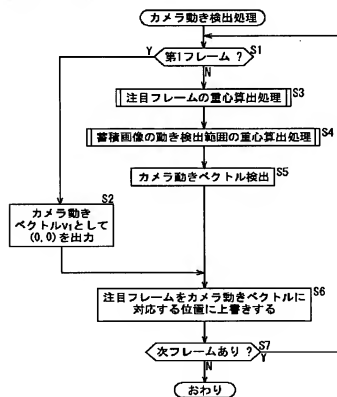 カメラ動き検出処理
第1フレーム ?
S1
Y
N
注目フレームの重心算出処理
S3
蓄積画像の動き検出範囲の重心算出処理
S4
カメラ動きベクトル検出
S5
S2
カメラ動き
ベクトルv₁として
(0,0)を出力
注目フレームをカメラ動きベクトルに
対応する位置に上書きする
S6
次フレームあり ?
S7
Y
N
おわり